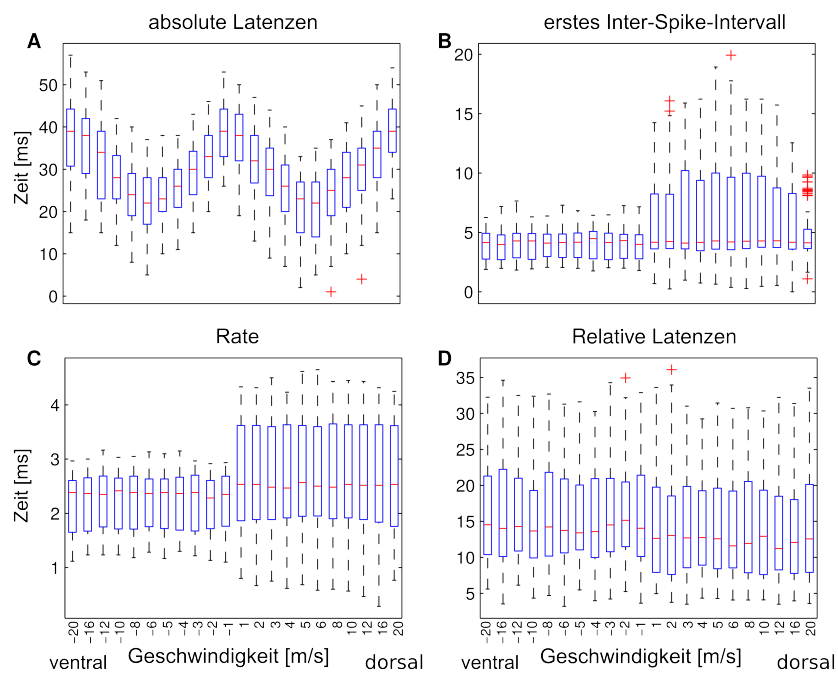 absolute Latenzen
erstes Inter-Spike-Intervall
A
B
Zeit [ms]
50
40
30
20
10
0
20
15
10
5
0
Rate
Relative Latenzen
C
D
Zeit [ms]
4
3
2
1
35
30
25
20
15
10
5
−20 −16 −12 −10 −8 −6 −5 −4 −3 −2 −1 1 2 3 4 5 6 8 10 12 16 20
−20 −16 −12 −10 −8 −6 −5 −4 −3 −2 −1 1 2 3 4 5 6 8 10 12 16 20
ventral Geschwindigkeit [m/s] dorsal
ventral Geschwindigkeit [m/s] dorsal